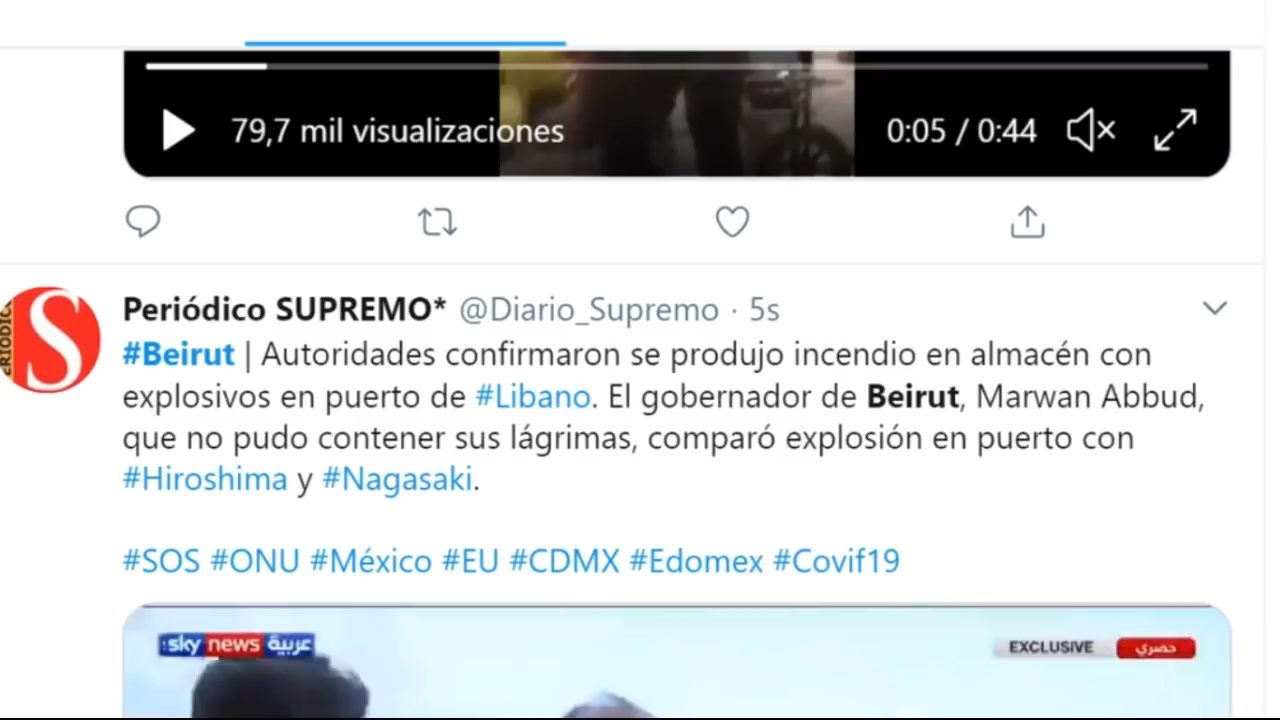 79,7 mil visualizaciones
0:05 / 0:44
Periódico SUPREMO* @Diario_Supremo · 5s
#Beirut | Autoridades confirmaron se produjo incendio en almacén con
explosivos en puerto de #Libano. El gobernador de Beirut, Marwan Abbud,
que no pudo contener sus lágrimas, comparó explosión en puerto con
#Hiroshima y #Nagasaki.
#SOS #ONU #México #EU #CDMX #Edomex #Covif19
sky news عربية
EXCLUSIVE حصري